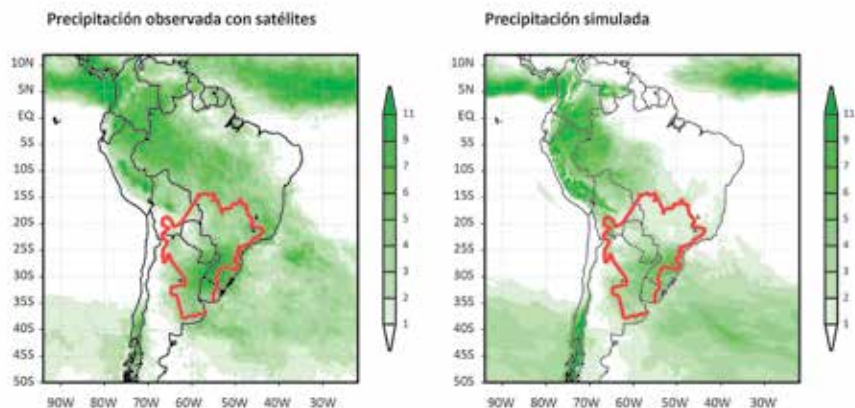 Precipitación observada con satélites
Precipitación simulada
10N
5N
EQ
5S
10S
15S
20S
25S
30S
35S
40S
45S
50S
90W 80W 70W 60W 50W 40W 30W
11
9
7
6
5
4
3
2
1
10N
5N
EQ
5S
10S
15S
20S
25S
30S
35S
40S
45S
50S
90W 80W 70W 60W 50W 40W 30W
11
9
7
6
5
4
3
2
1